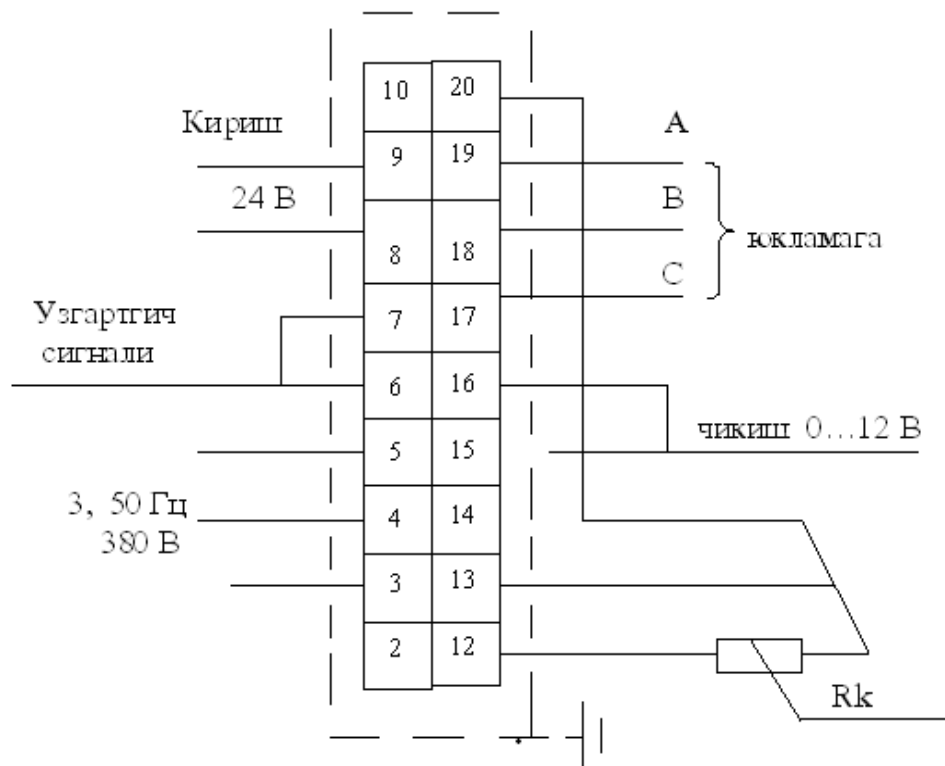 10 20
Кириш
А
9 19
24 В
В
8 18
юкламага
С
Узгартгич
сигнали
7 17
6 16
чикиш 0...12 В
5 15
3, 50 Гц
380 В
4 14
3 13
2 12
Rk